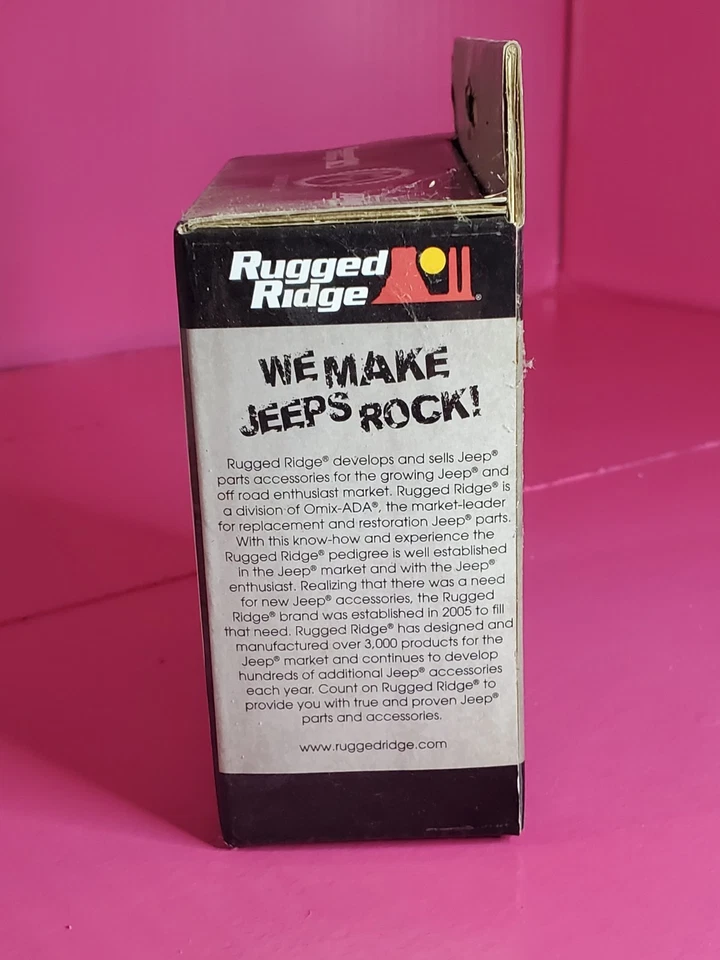 Rugged
Ridge®
WE MAKE
JEEPS ROCK!
Rugged Ridge® develops and sells Jeep®
parts accessories for the growing Jeep® and
off road enthusiast market. Rugged Ridge® is
a division of Omix-ADA®, the market-leader
for replacement and restoration Jeep® parts.
With this know-how and experience the
Rugged Ridge® pedigree is well established
in the Jeep® market and with the Jeep®
enthusiast. Realizing that there was a need
for new Jeep® accessories, the Rugged
Ridge® brand was established in 2005 to fill
that need. Rugged Ridge® has designed and
manufactured over 3,000 products for the
Jeep® market and continues to develop
hundreds of additional Jeep® accessories
each year. Count on Rugged Ridge® to
provide you with true and proven Jeep®
parts and accessories.
www.ruggedridge.com